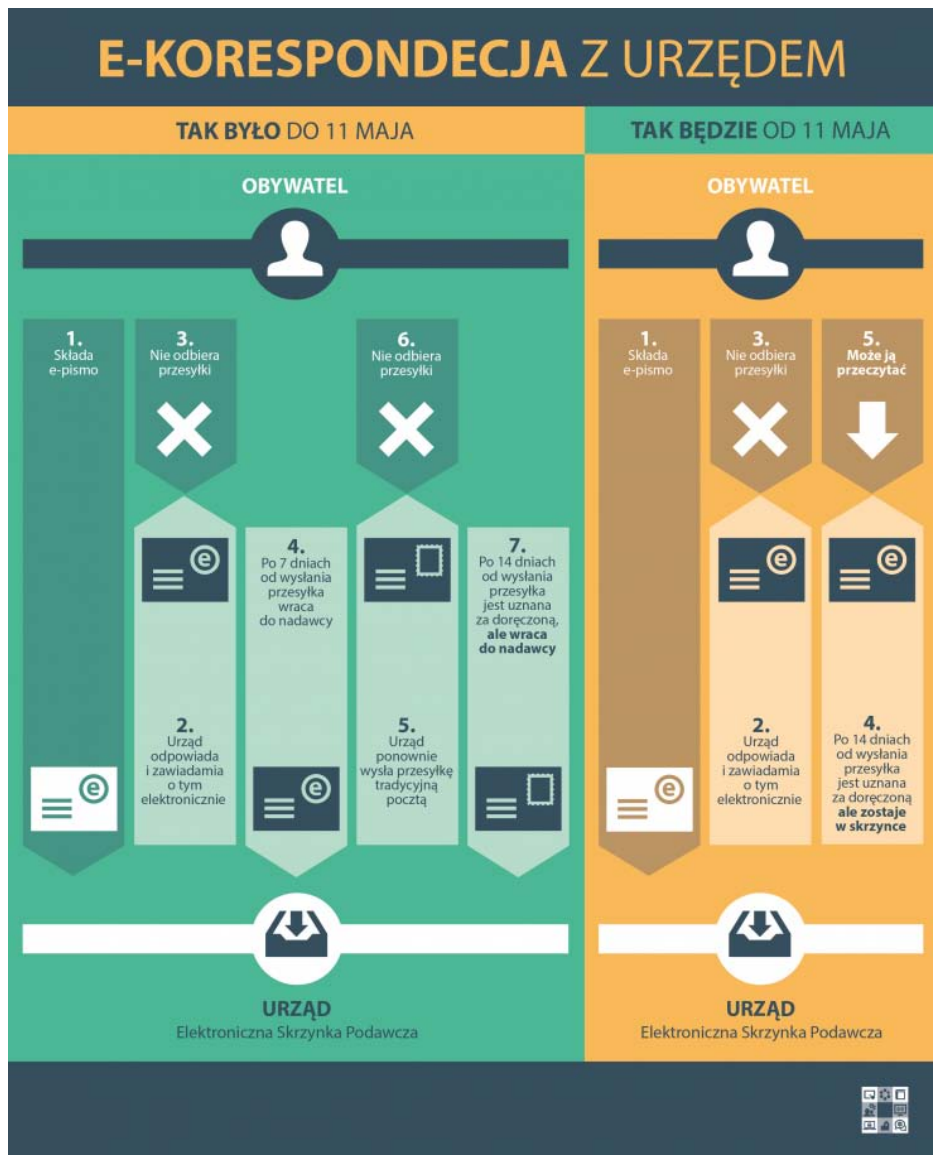 E-KORESPONDECJA Z URZĘDEM
TAK BYŁO DO 11 MAJA
OBYWATEL
1.
Składa
e-pismo
3.
Nie odbiera
przesyłki
6.
Nie odbiera
przesyłki
2.
Urząd
odpowiada
i zawiadamia
o tym
elektronicznie
4.
Po 7 dniach
od wysłania
przesyłka
wraca
do nadawcy
5.
Urząd
ponownie
wysła przesyłkę
tradycyjną
pocztą
7.
Po 14 dniach
od wysłania
przesyłka
jest uznana
za doręczoną,
ale wraca
do nadawcy
e
e
e
URZĄD
Elektroniczna Skrzynka Podawcza
TAK BĘDZIE OD 11 MAJA
OBYWATEL
1.
Składa
e-pismo
3.
Nie odbiera
przesyłki
5.
Może ją
przeczytać
2.
Urząd
odpowiada
i zawiadamia
o tym
elektronicznie
4.
Po 14 dniach
od wysłania
przesyłka
jest uznana
za doręczoną
ale zostaje
w skrzynce
e
e
e
URZĄD
Elektroniczna Skrzynka Podawcza